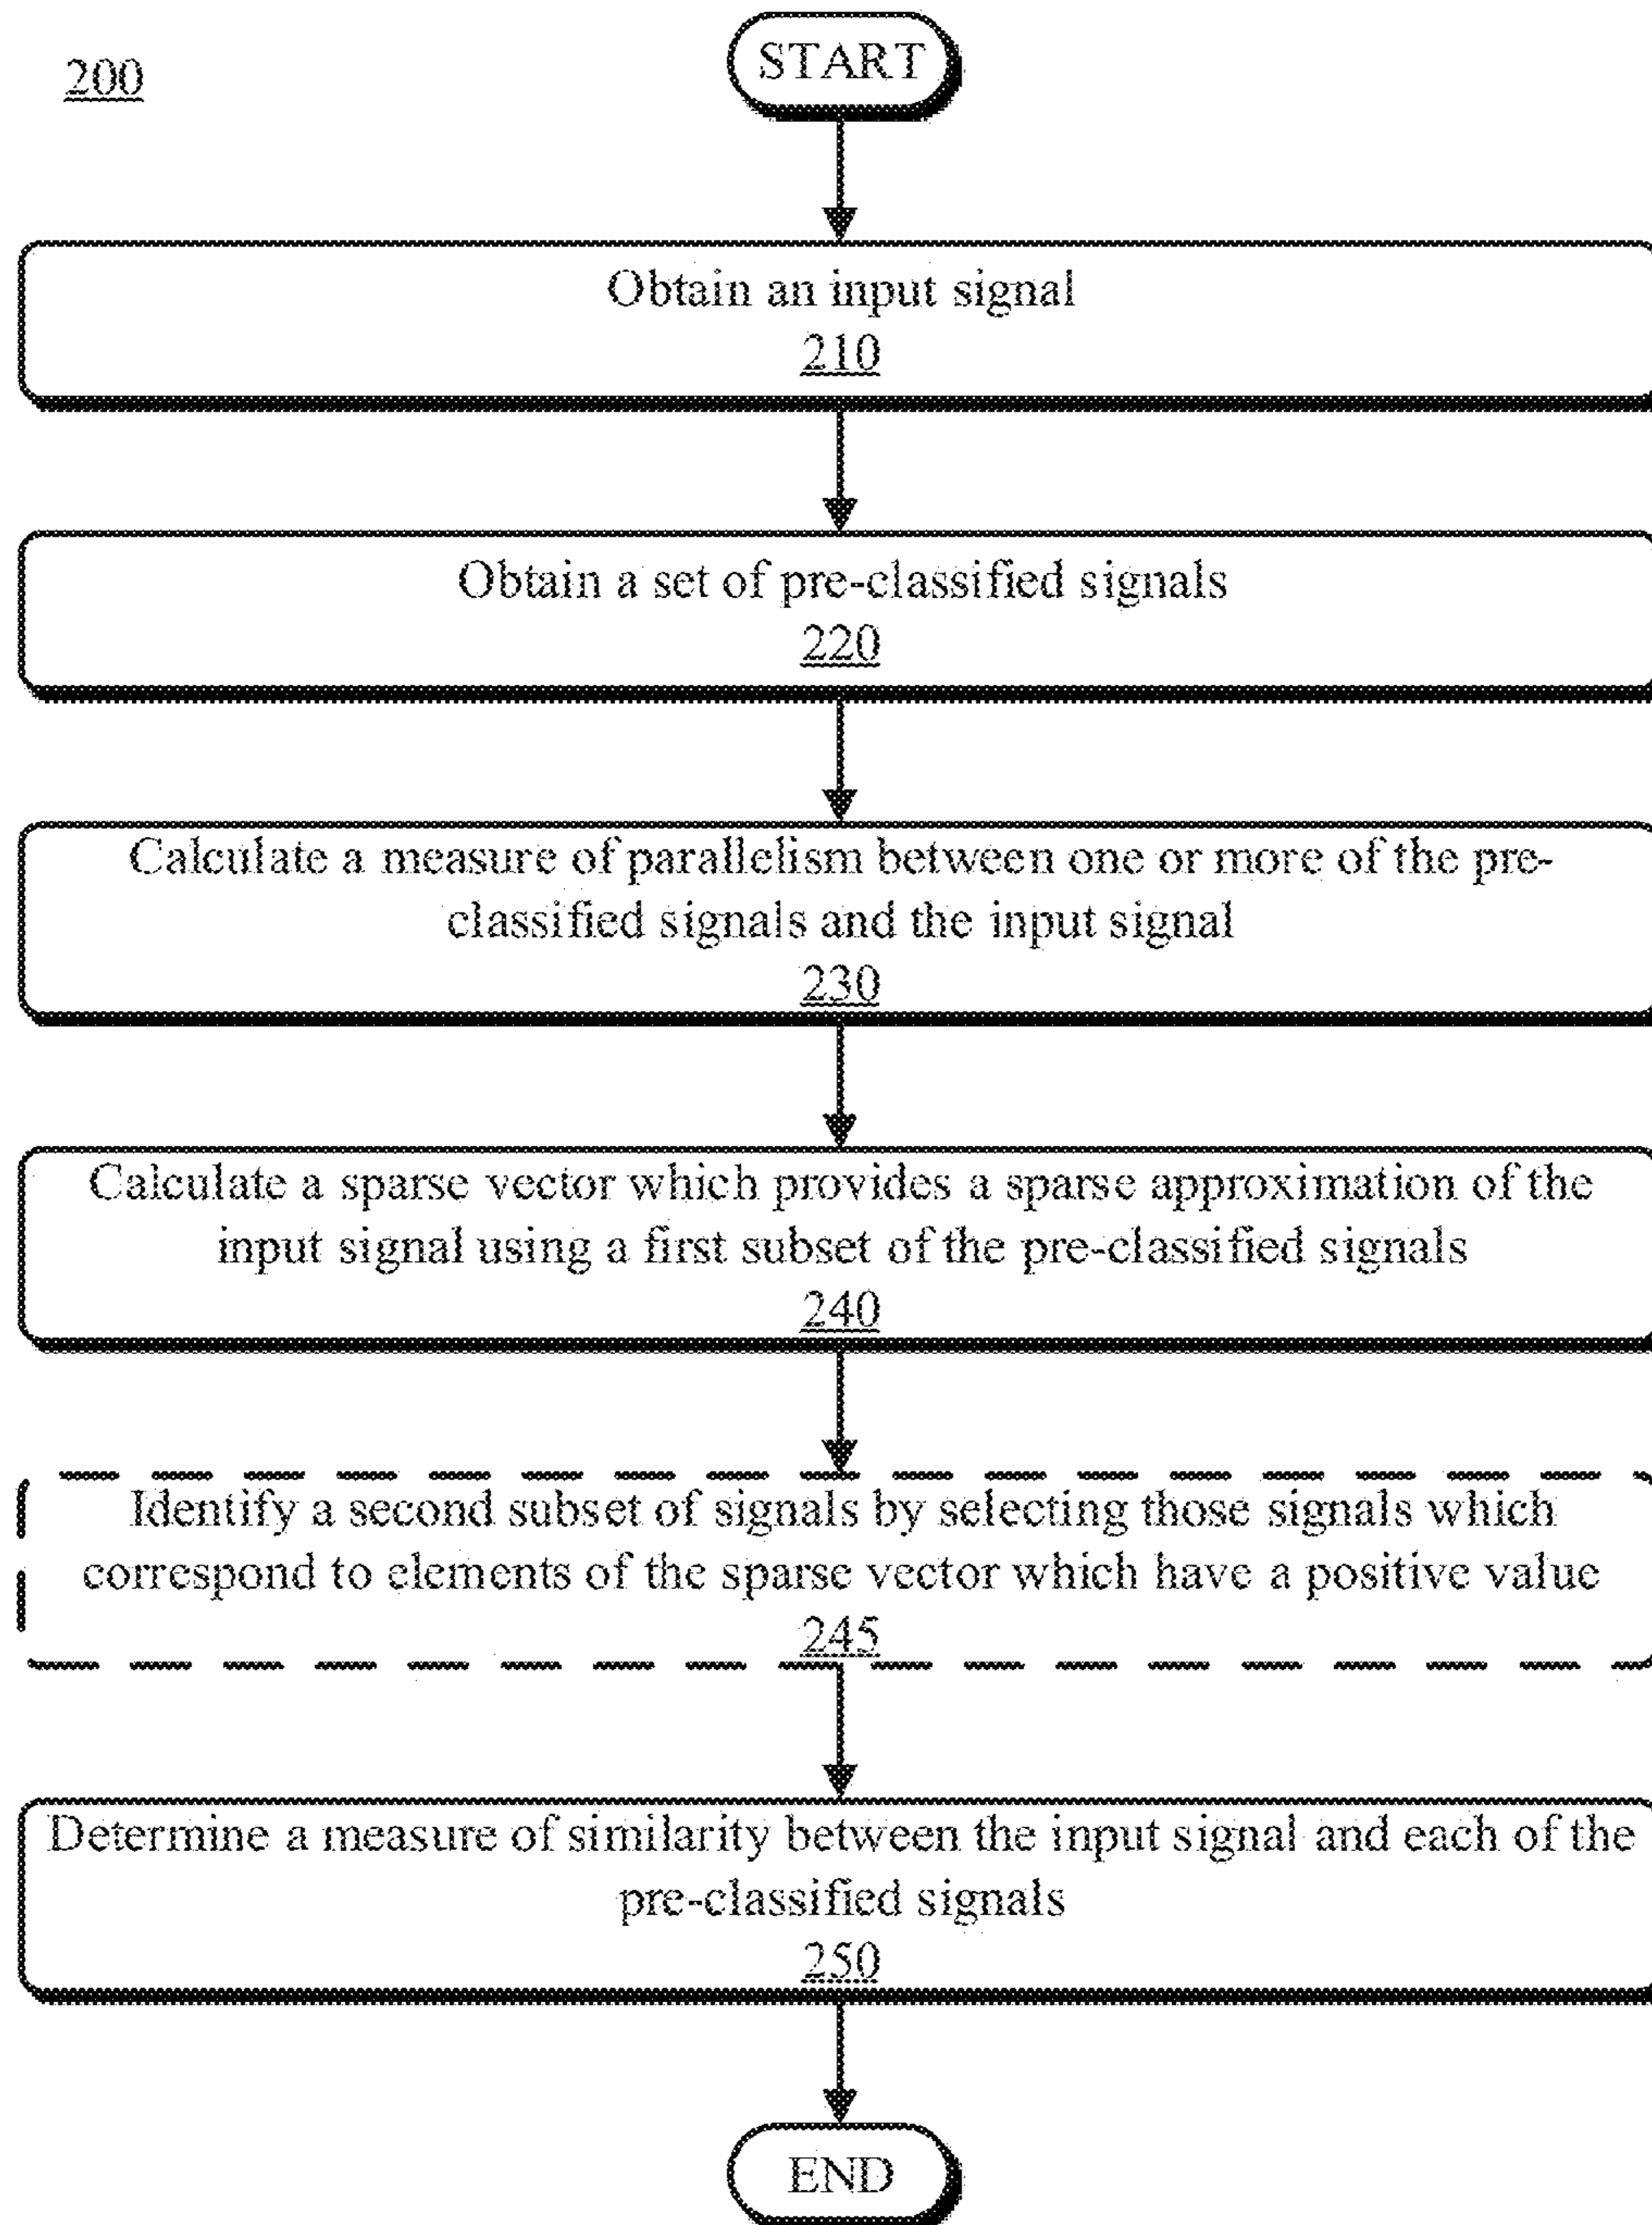 200
START
Obtain an input signal
210
Obtain a set of pre-classified signals
220
Calculate a measure of parallelism between one or more of the pre-
classified signals and the input signal
230
Calculate a sparse vector which provides a sparse approximation of the
input signal using a first subset of the pre-classified signals
240
Identify a second subset of signals by selecting those signals which
correspond to elements of the sparse vector which have a positive value
245
Determine a measure of similarity between the input signal and each of the
pre-classified signals
250
END